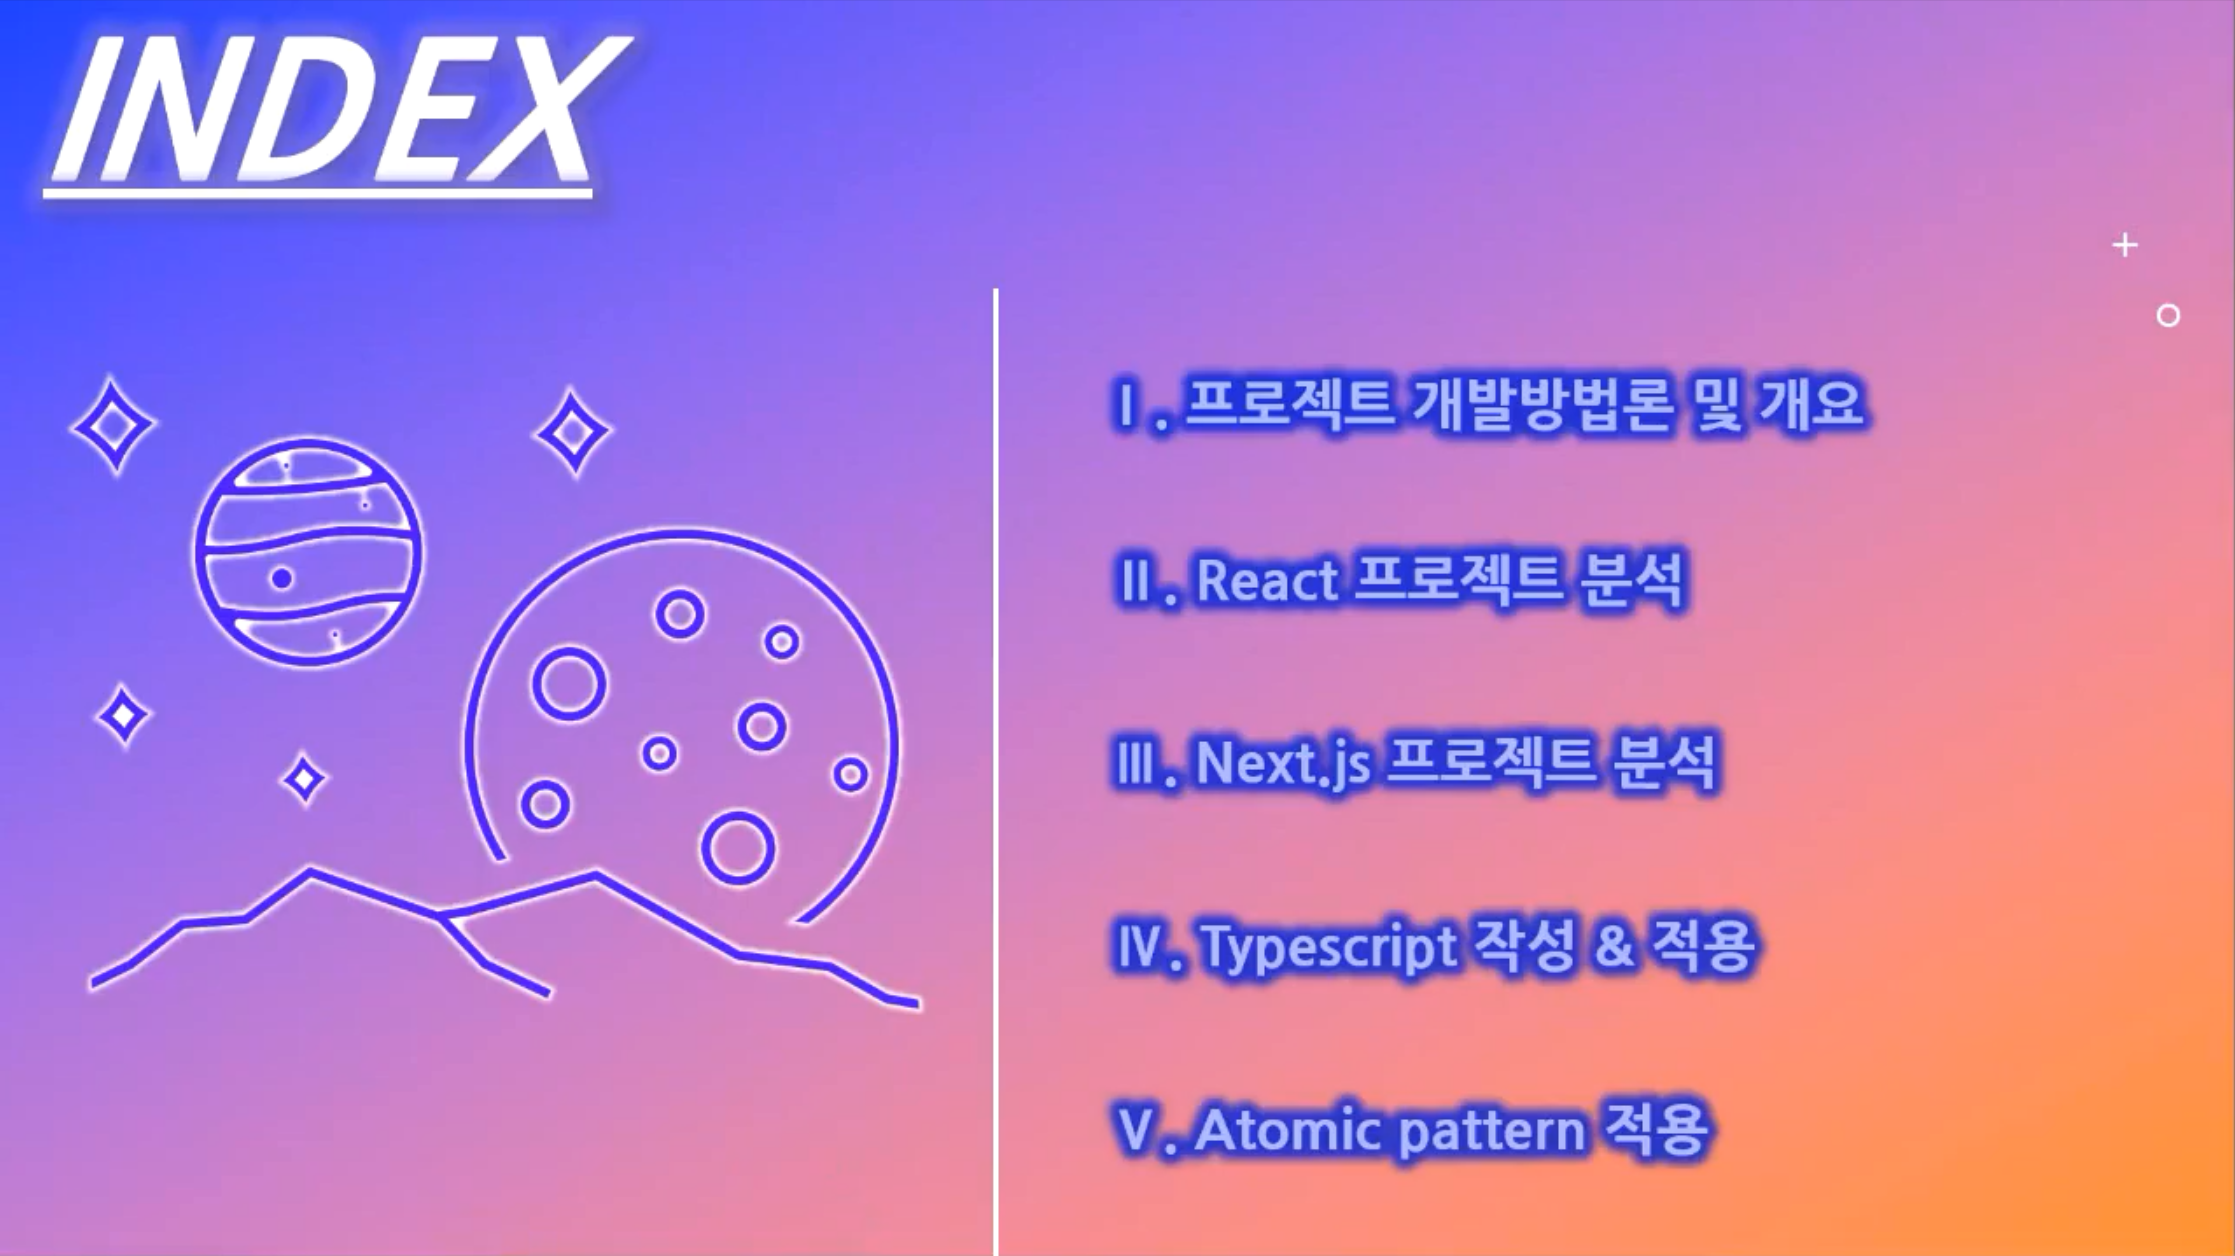 INDEX
Ⅰ. 프로젝트 개발방법론 및 개요
Ⅱ. React 프로젝트 분석
Ⅲ. Next.js 프로젝트 분석
Ⅳ. Typescript 작성 & 적용
Ⅴ. Atomic pattern 적용